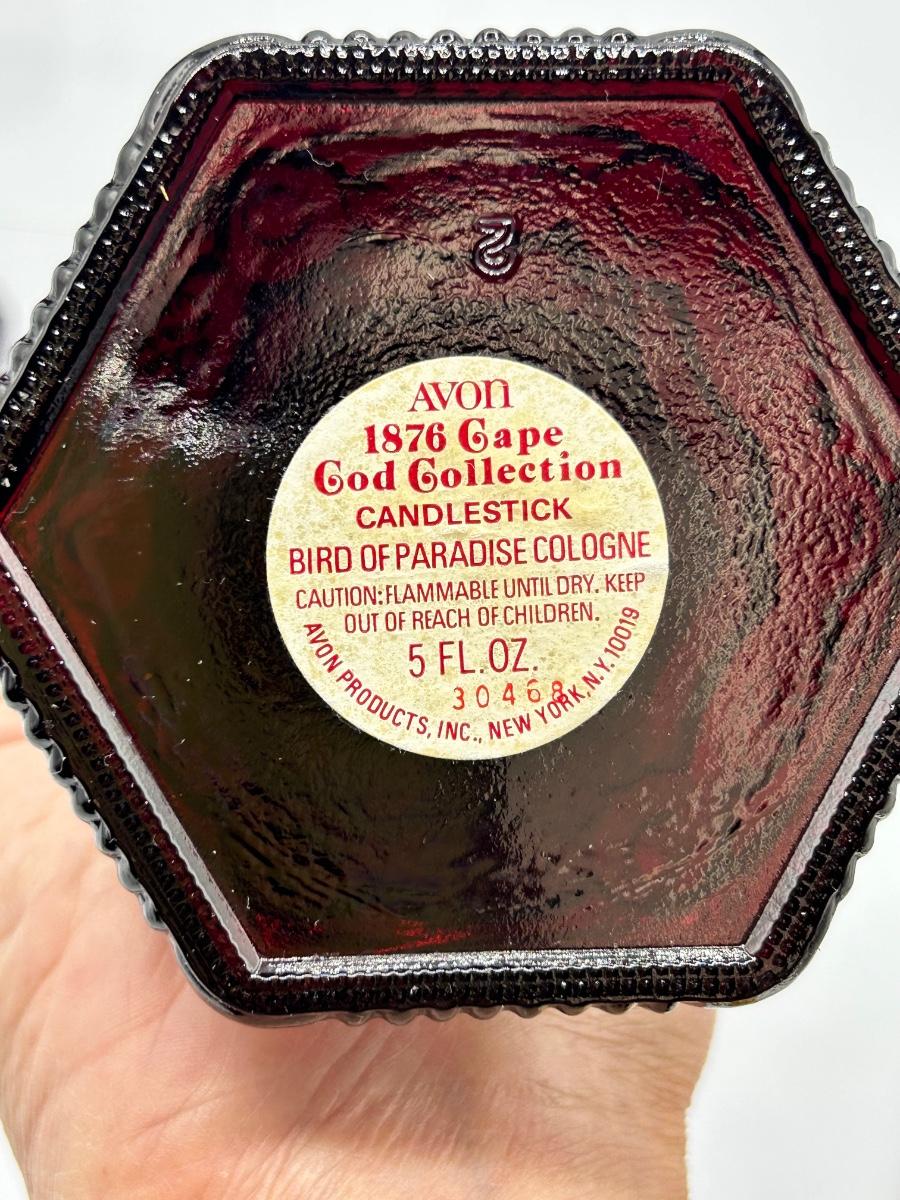 AVON
1876 Cape
Cod Collection
CANDLESTICK
BIRD OF PARADISE COLOGNE
CAUTION: FLAMMABLE UNTIL DRY. KEEP
OUT OF REACH OF CHILDREN.
5 FL. OZ.
30468
AVON PRODUCTS, INC., NEW YORK, N.Y. 10019